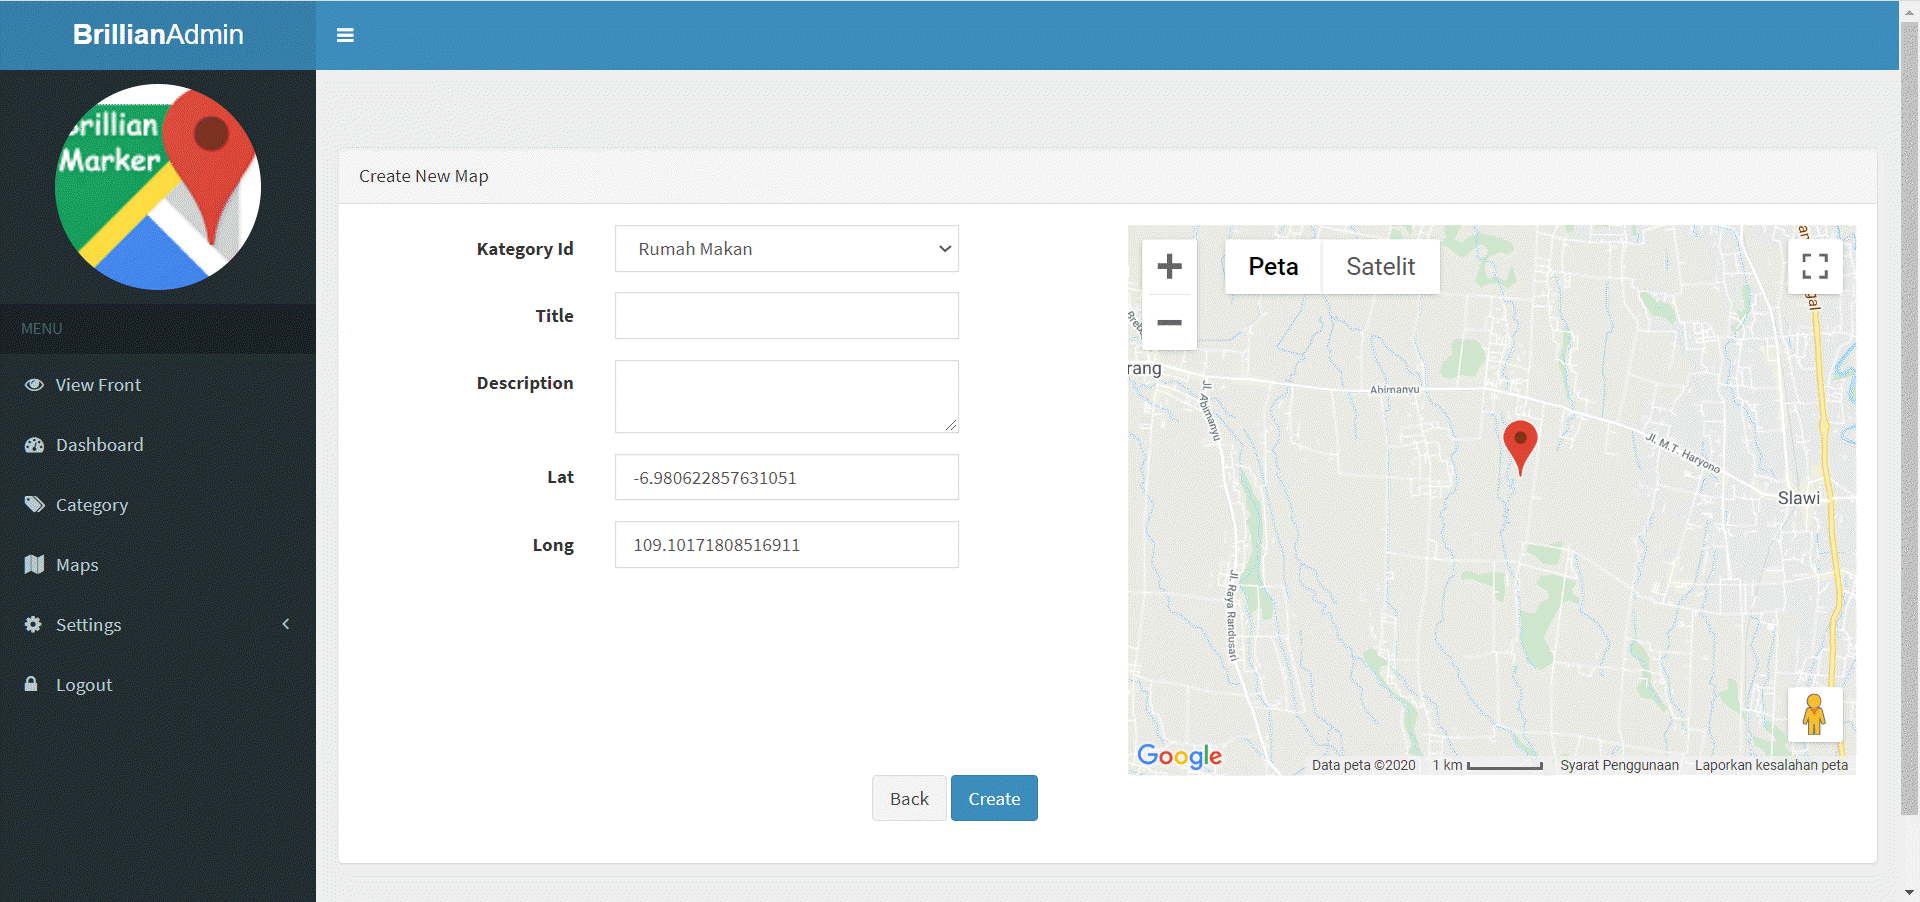 BrillianAdmin
Brillian
Marker
MENU
View Front
Dashboard
Category
Maps
Settings
Logout
Create New Map
Kategory Id
Rumah Makan
Title
Description
Lat
-6.980622857631051
Long
109.10171808516911
Back
Create
Peta
Satelit
rang
Jl. Abimanyu
Abimanyu
Jl. M.T. Haryono
Slawi
Jl. Raya Randusari
Google
Data peta ©2020
1 km
Syarat Penggunaan
Laporkan kesalahan peta